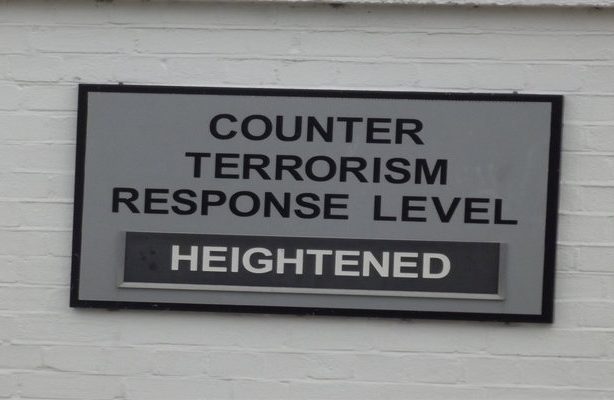 COUNTER
TERRORISM
RESPONSE LEVEL
HEIGHTENED